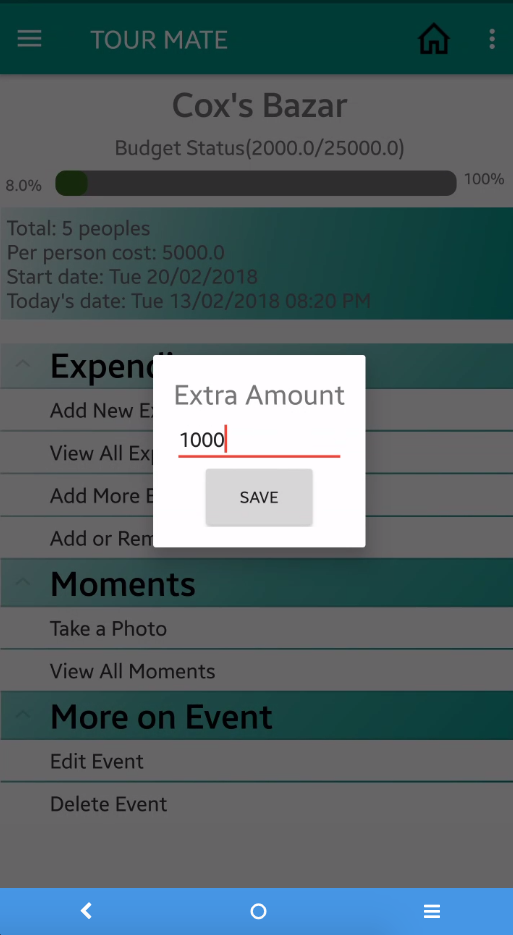 TOUR MATE
Cox's Bazar
Budget Status(2000.0/25000.0)
8.0%
100%
Total: 5 peoples
Per person cost: 5000.0
Start date: Tue 20/02/2018
Today's date: Tue 13/02/2018 08:20 PM
Extra Amount
1000
SAVE
Add New
View All
Add More
Add or
Moments
Take a Photo
View All Moments
More on Event
Edit Event
Delete Event